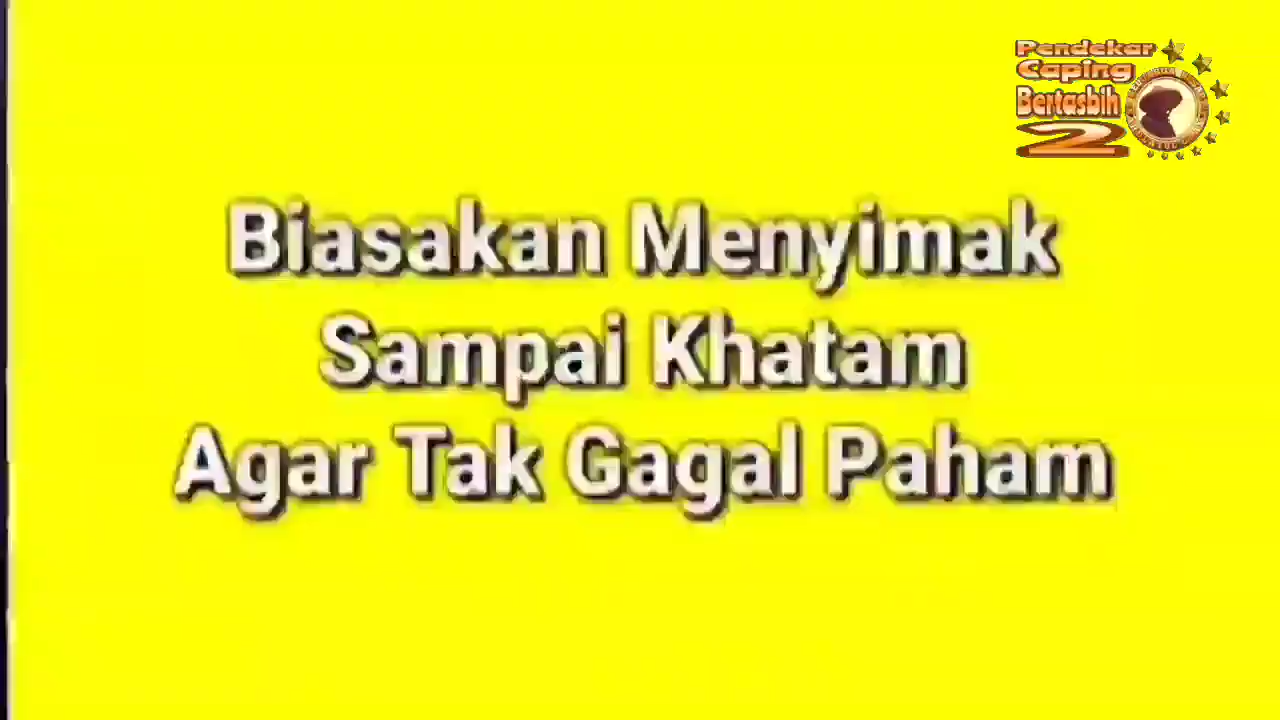 Pendekar
Caping
Bertasbih
2
Biasakan Menyimak
Sampai Khatam
Agar Tak Gagal Paham